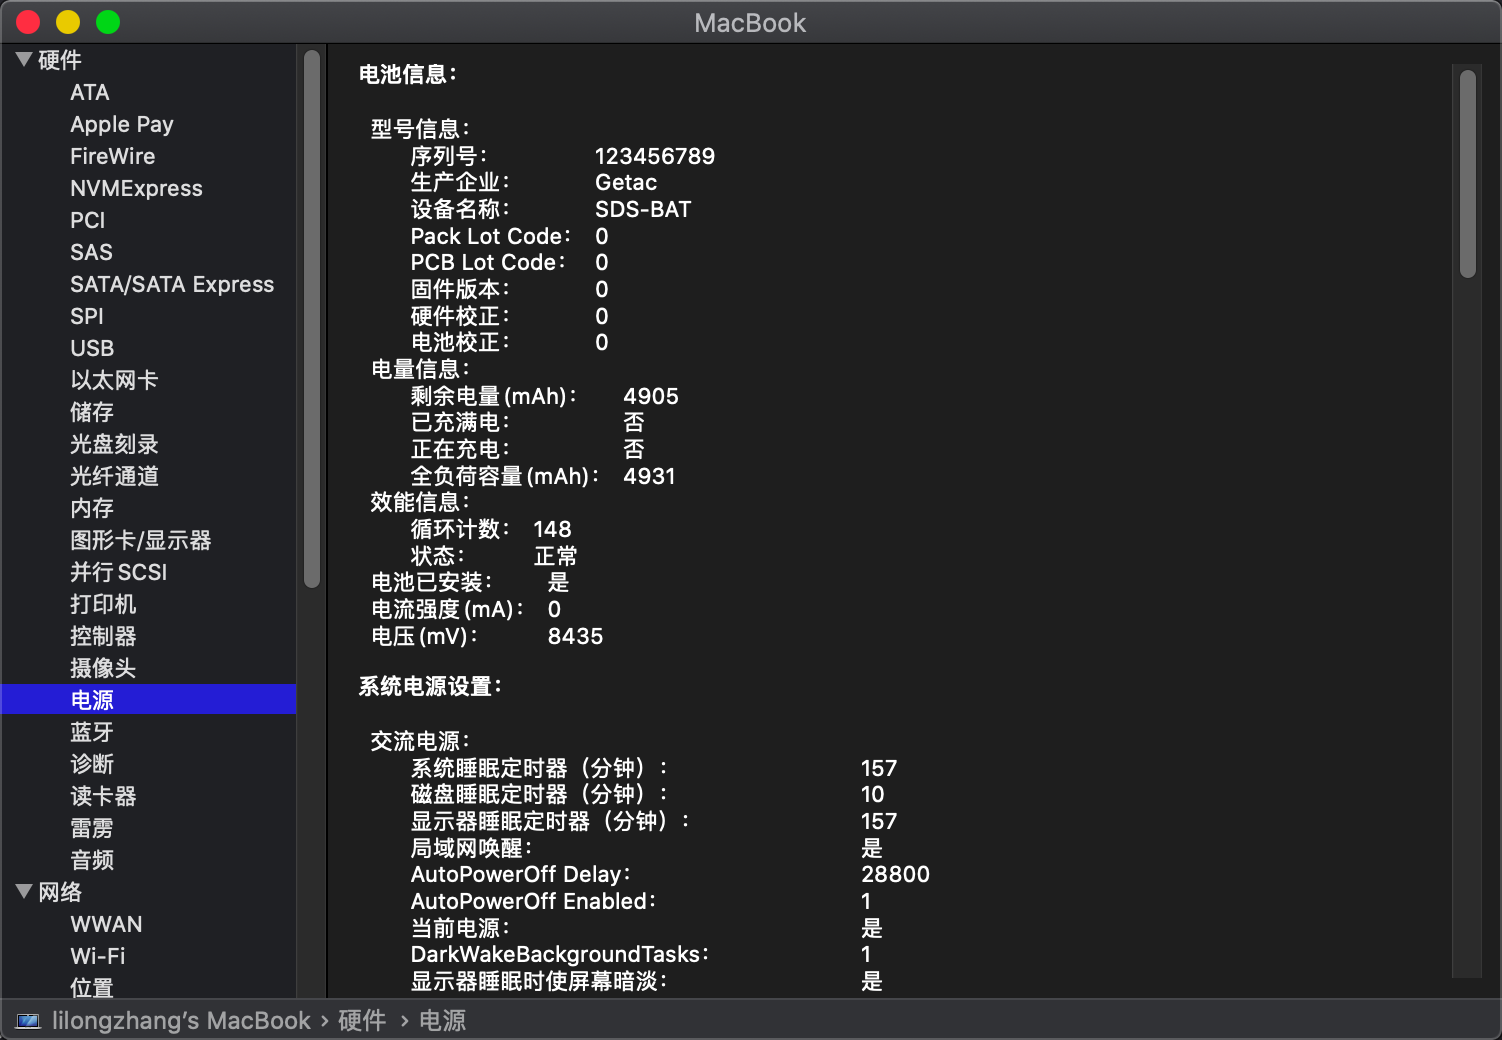 MacBook
硬件
ATA
Apple Pay
FireWire
NVMExpress
PCI
SAS
SATA/SATA Express
SPI
USB
以太网卡
储存
光盘刻录
光纤通道
内存
图形卡/显示器
并行SCSI
打印机
控制器
摄像头
电源
蓝牙
诊断
读卡器
雷雳
音频
网络
WWAN
Wi-Fi
位置
电池信息：
型号信息：
序列号： 123456789
生产企业： Getac
设备名称： SDS-BAT
Pack Lot Code： 0
PCB Lot Code： 0
固件版本： 0
硬件校正： 0
电池校正： 0
电量信息：
剩余电量(mAh)： 4905
已充满电： 否
正在充电： 否
全负荷容量(mAh)： 4931
效能信息：
循环计数： 148
状态： 正常
电池已安装： 是
电流强度(mA)： 0
电压(mV)： 8435
系统电源设置：
交流电源：
系统睡眠定时器（分钟）： 157
磁盘睡眠定时器（分钟）： 10
显示器睡眠定时器（分钟）： 157
局域网唤醒： 是
AutoPowerOff Delay： 28800
AutoPowerOff Enabled： 1
当前电源： 是
DarkWakeBackgroundTasks： 1
显示器睡眠时使屏幕暗淡： 是
lilongzhang's MacBook › 硬件 › 电源